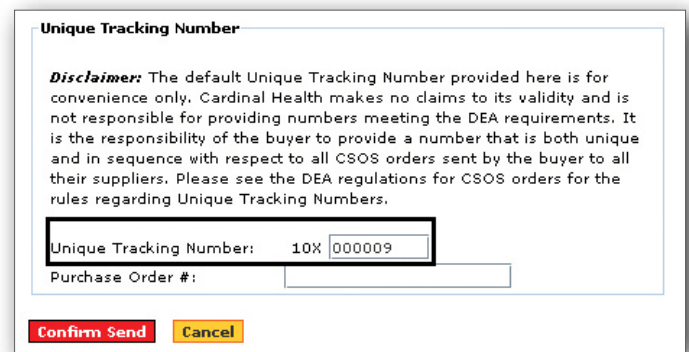 Unique Tracking Number
Disclaimer: The default Unique Tracking Number provided here is for
convenience only. Cardinal Health makes no claims to its validity and is
not responsible for providing numbers meeting the DEA requirements. It
is the responsibility of the buyer to provide a number that is both unique
and in sequence with respect to all CSOS orders sent by the buyer to all
their suppliers. Please see the DEA regulations for CSOS orders for the
rules regarding Unique Tracking Numbers.
Unique Tracking Number: 10X 000009
Purchase Order #:
Confirm Send Cancel